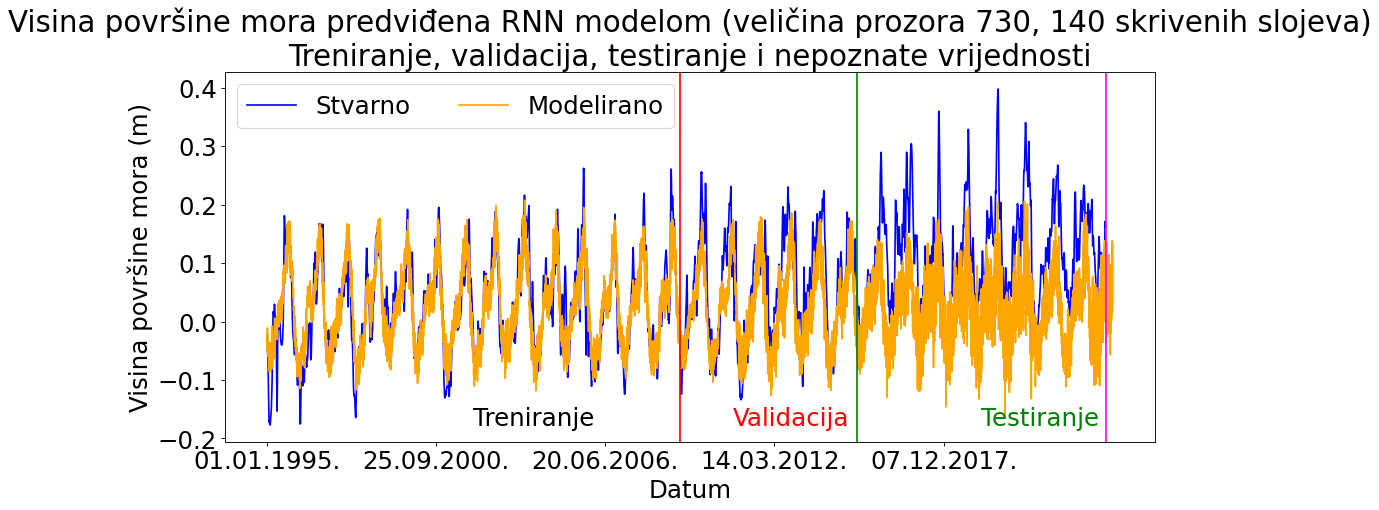 Visina površine mora predviđena RNN modelom (veličina prozora 730, 140 skrivenih slojeva)
Treniranje, validacija, testiranje i nepoznate vrijednosti
Stvarno
Modelirano
Visina površine mora (m)
0.4
0.3
0.2
0.1
0.0
−0.1
−0.2
Treniranje
Validacija
Testiranje
01.01.1995.
25.09.2000.
20.06.2006.
14.03.2012.
07.12.2017.
Datum